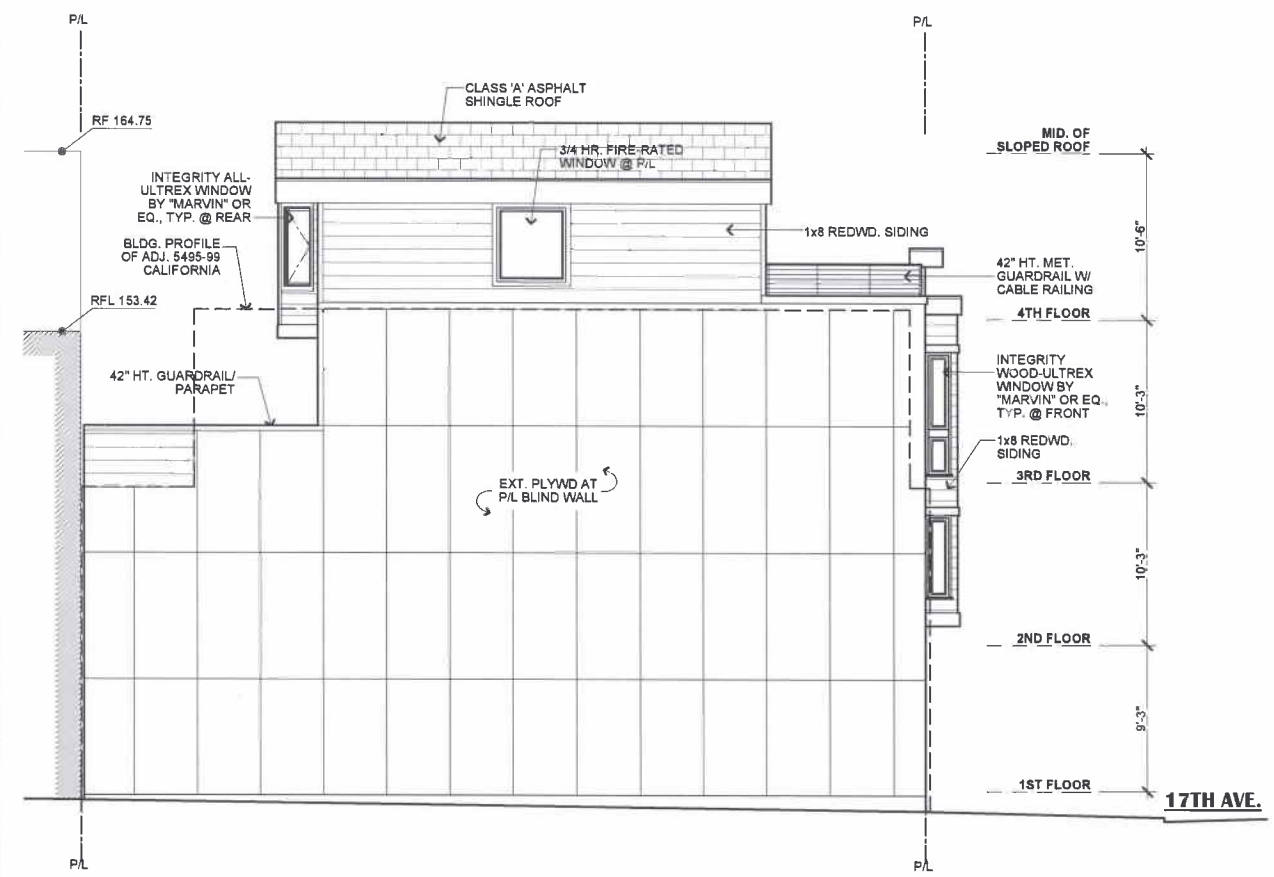 P/L
P/L
CLASS 'A' ASPHALT
SHINGLE ROOF
RF 164.75
MID. OF
SLOPED ROOF
3/4 HR. FIRE-RATED
WINDOW @ P/L
INTEGRITY ALL-
ULTREX WINDOW
BY "MARVIN" OR
EQ., TYP. @ REAR
1x8 REDWD. SIDING
10'-6"
BLDG. PROFILE
OF ADJ. 5495-99
CALIFORNIA
42" HT. MET.
GUARDRAIL W/
CABLE RAILING
RFL 153.42
4TH FLOOR
INTEGRITY
WOOD-ULTREX
WINDOW BY
"MARVIN" OR EQ.,
TYP. @ FRONT
10'-3"
42" HT. GUARDRAIL/
PARAPET
1x8 REDWD.
SIDING
3RD FLOOR
EXT. PLYWD AT
P/L BLIND WALL
10'-3"
2ND FLOOR
9'-3"
1ST FLOOR
17TH AVE.
P/L
P/L